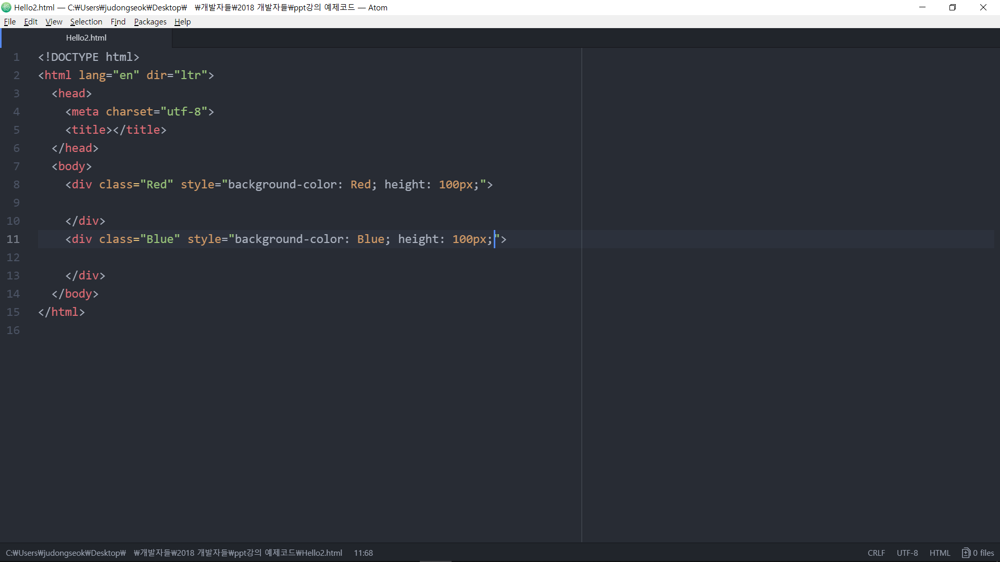 Hello2.html — C:₩Users₩judongseok₩Desktop₩ ₩개발자들₩2018 개발자들₩ppt강의 예제코드 — Atom
File Edit View Selection Find Packages Help
Hello2.html
1 <!DOCTYPE html>
2 <html lang="en" dir="ltr">
3 <head>
4 <meta charset="utf-8">
5 <title></title>
6 </head>
7 <body>
8 <div class="Red" style="background-color: Red; height: 100px;">
9
10 </div>
11 <div class="Blue" style="background-color: Blue; height: 100px;">
12
13 </div>
14 </body>
15 </html>
16
C:₩Users₩judongseok₩Desktop₩ ₩개발자들₩2018 개발자들₩ppt강의 예제코드₩Hello2.html 11:68 CRLF UTF-8 HTML 0 files